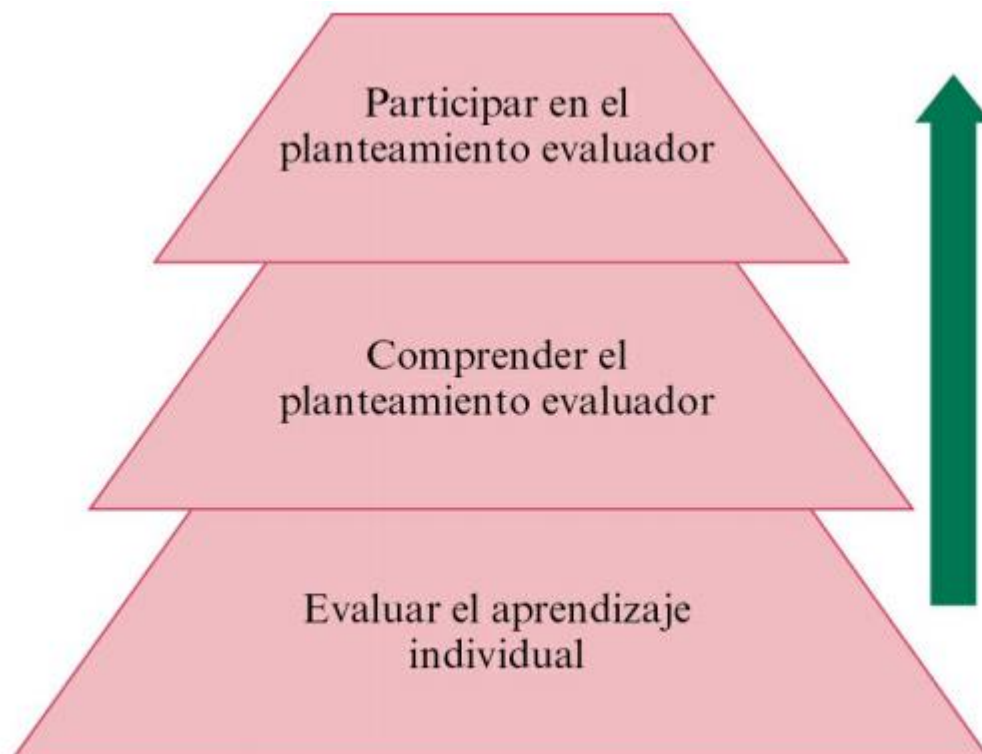 Participar en el
planteamiento evaluador
Comprender el
planteamiento evaluador
Evaluar el aprendizaje
individual